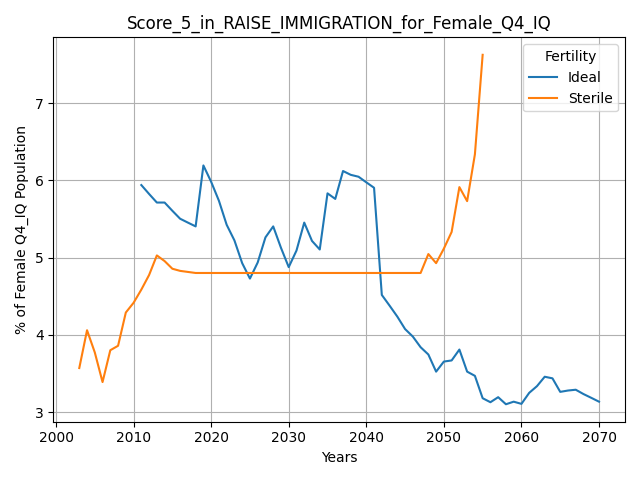 Score_5_in_RAISE_IMMIGRATION_for_Female_Q4_IQ
Fertility
Ideal
Sterile
% of Female Q4_IQ Population
7
6
5
4
3
2000 2010 2020 2030 2040 2050 2060 2070
Years